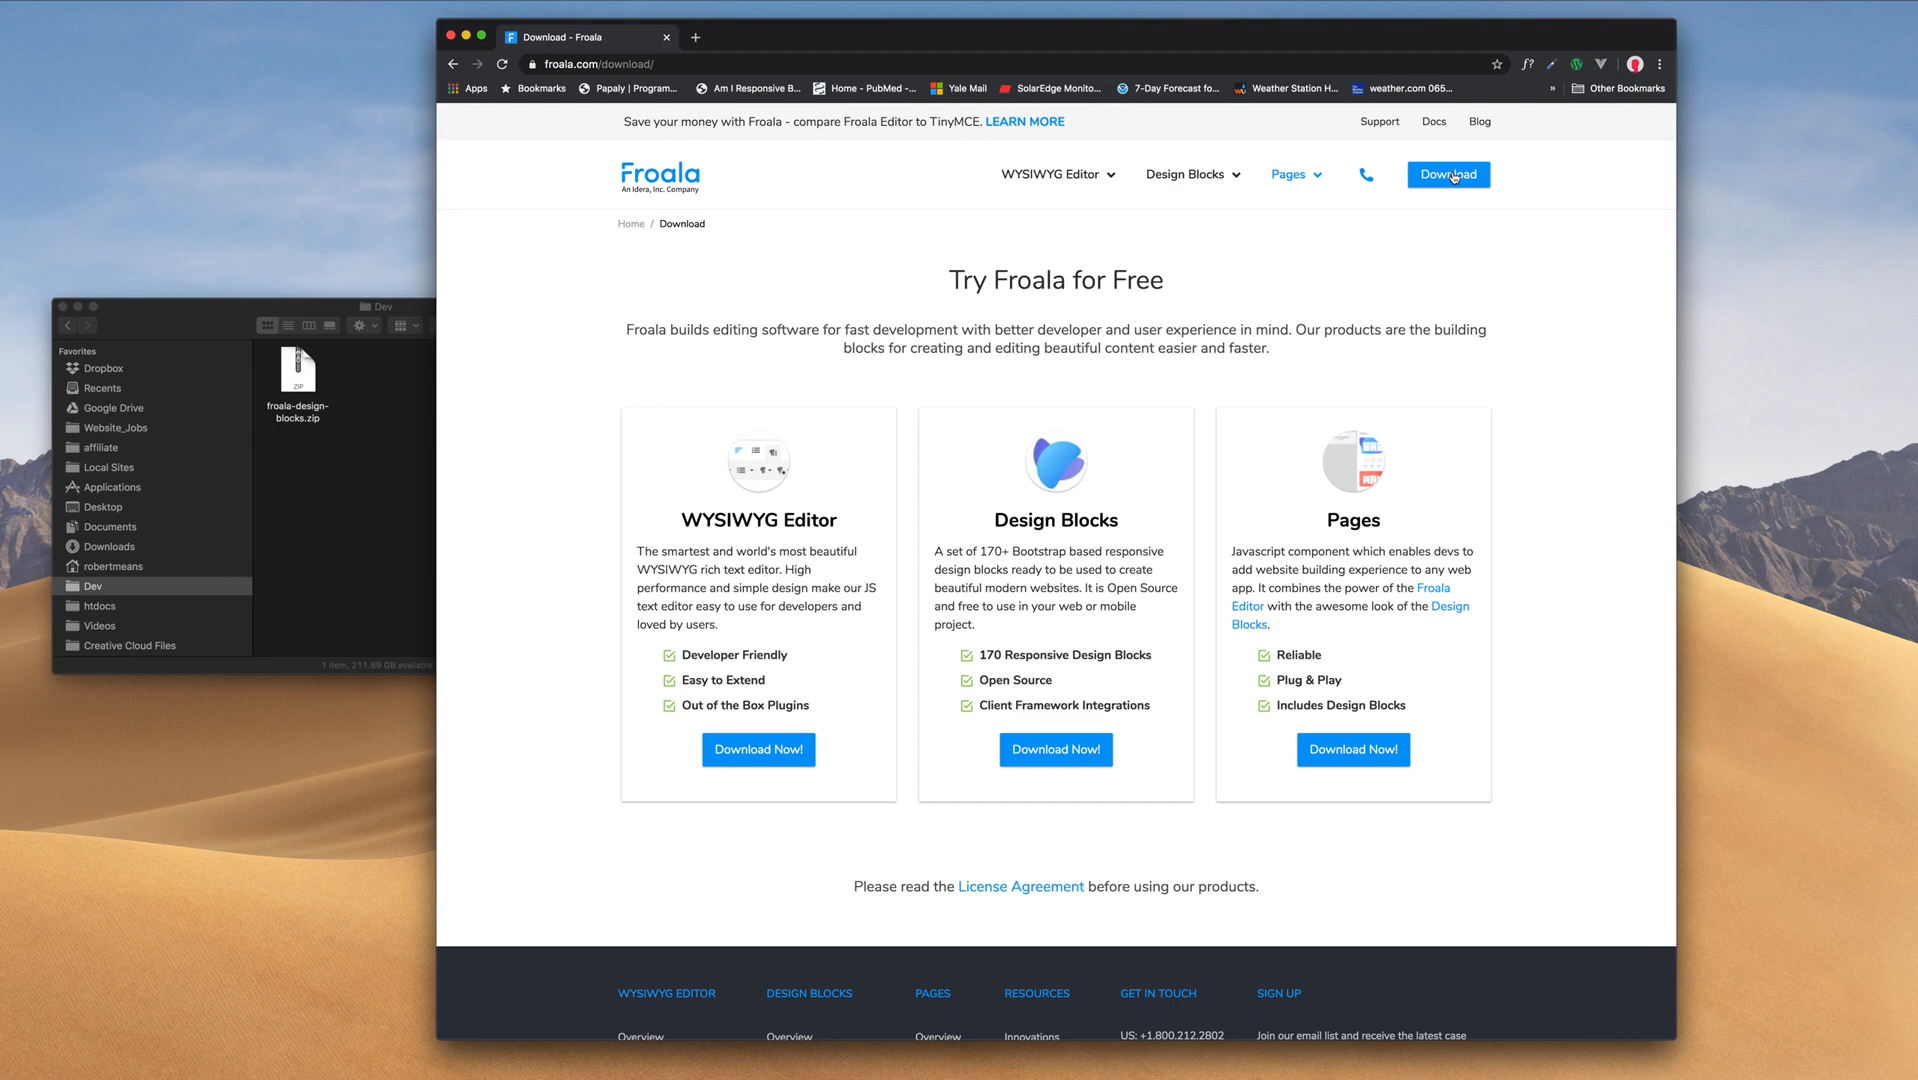 Download - Froala
froala.com/download/
f?
Apps
Bookmarks
Papaly | Program...
Am I Responsive B...
Home - PubMed -...
Yale Mail
SolarEdge Monito...
7-Day Forecast fo...
Weather Station H...
weather.com 065...
»
Other Bookmarks
Save your money with Froala - compare Froala Editor to TinyMCE. LEARN MORE
Support
Docs
Blog
Froala
An Idera, Inc. Company
WYSIWYG Editor
Design Blocks
Pages
Download
Home / Download
Try Froala for Free
Froala builds editing software for fast development with better developer and user experience in mind. Our products are the building
blocks for creating and editing beautiful content easier and faster.
WYSIWYG Editor
The smartest and world's most beautiful
WYSIWYG rich text editor. High
performance and simple design make our JS
text editor easy to use for developers and
loved by users.
Developer Friendly
Easy to Extend
Out of the Box Plugins
Download Now!
Design Blocks
A set of 170+ Bootstrap based responsive
design blocks ready to be used to create
beautiful modern websites. It is Open Source
and free to use in your web or mobile
project.
170 Responsive Design Blocks
Open Source
Client Framework Integrations
Download Now!
Pages
Javascript component which enables devs to
add website building experience to any web
app. It combines the power of the Froala
Editor with the awesome look of the Design
Blocks.
Reliable
Plug & Play
Includes Design Blocks
Download Now!
Please read the License Agreement before using our products.
WYSIWYG EDITOR
DESIGN BLOCKS
PAGES
RESOURCES
GET IN TOUCH
SIGN UP
Overview
Overview
Overview
Innovations
US: +1.800.212.2802
Join our email list and receive the latest case
Dev
Favorites
Dropbox
Recents
Google Drive
Website_Jobs
affiliate
Local Sites
Applications
Desktop
Documents
Downloads
robertmeans
Dev
htdocs
Videos
Creative Cloud Files
ZIP
froala-design-
blocks.zip
1 item, 211.69 GB available